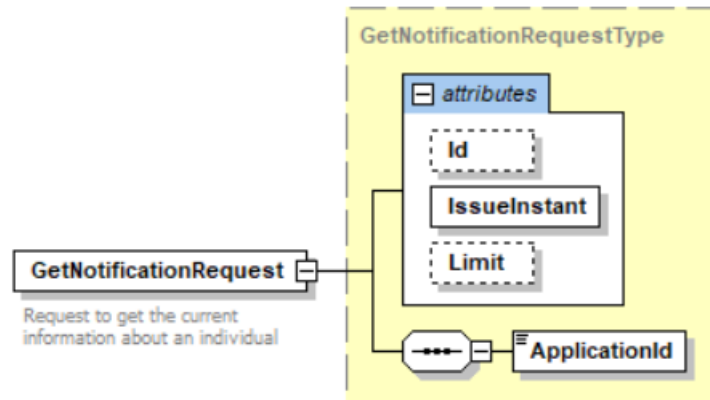 GetNotificationRequestType
attributes
Id
IssueInstant
Limit
GetNotificationRequest
Request to get the current
information about an individual
ApplicationId